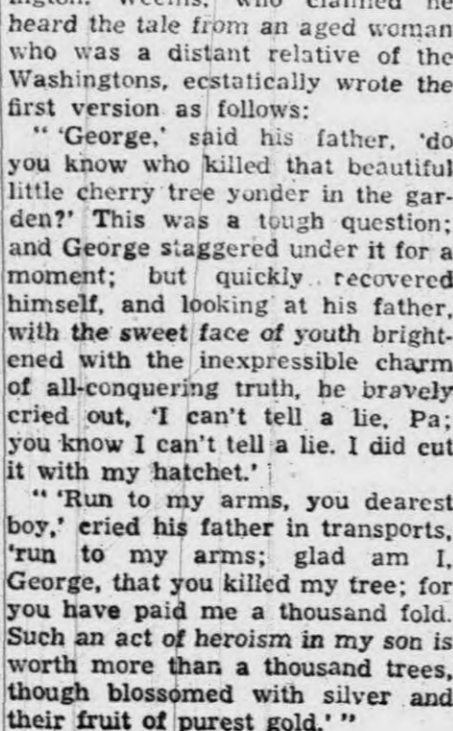 ington. Weems, who claimed he
heard the tale from an aged woman
who was a distant relative of the
Washingtons, ecstatically wrote the
first version as follows:
" 'George,' said his father, 'do
you know who killed that beautiful
little cherry tree yonder in the gar-
den?' This was a tough question;
and George staggered under it for a
moment; but quickly recovered
himself, and looking at his father,
with the sweet face of youth bright-
ened with the inexpressible charm
of all-conquering truth, he bravely
cried out, 'I can't tell a lie, Pa;
you know I can't tell a lie. I did cut
it with my hatchet.'
" 'Run to my arms, you dearest
boy,' cried his father in transports,
'run to my arms; glad am I,
George, that you killed my tree; for
you have paid me a thousand fold.
Such an act of heroism in my son is
worth more than a thousand trees,
though blossomed with silver and
their fruit of purest gold.' "